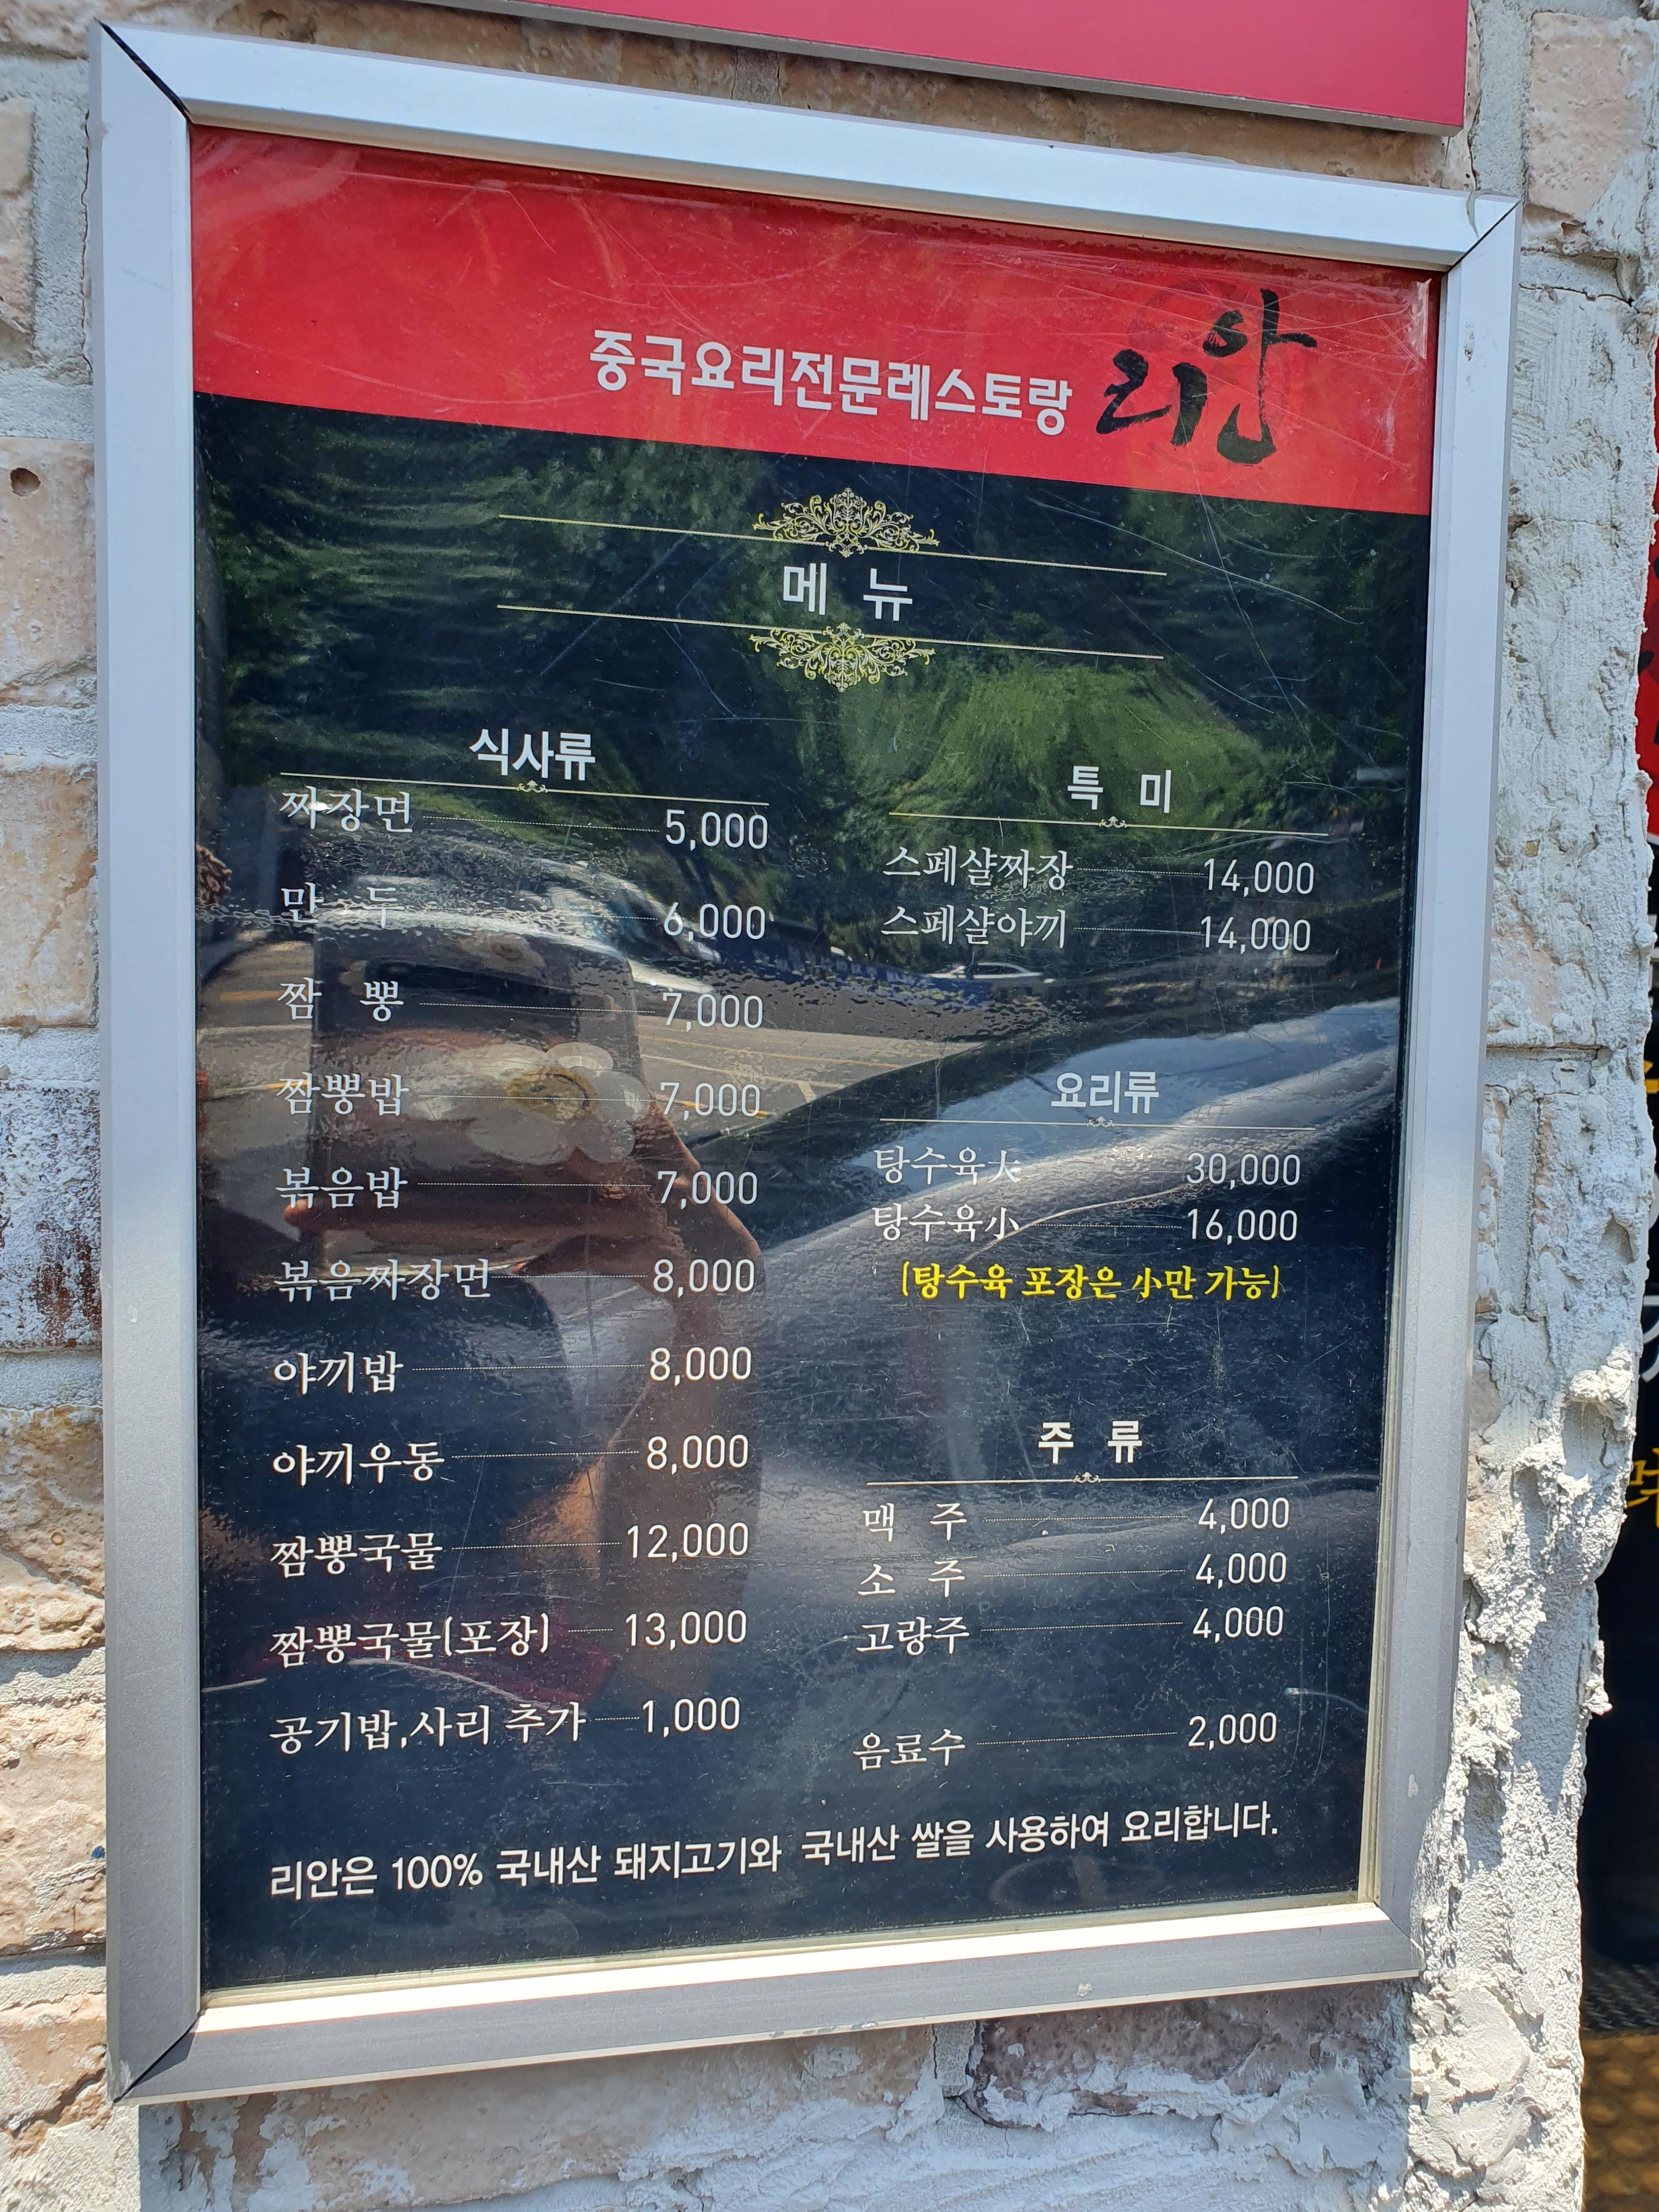 중국요리전문레스토랑 리안
메 뉴
식사류
짜장면 5,000
만 두 6,000
짬 뽕 7,000
짬뽕밥 7,000
볶음밥 7,000
볶음짜장면 8,000
야끼밥 8,000
야끼우동 8,000
짬뽕국물 12,000
짬뽕국물(포장) 13,000
공기밥,사리 추가 1,000
특 미
스페샬짜장 14,000
스페샬야끼 14,000
요리류
탕수육大 30,000
탕수육小 16,000
(탕수육 포장은 小만 가능)
주 류
맥 주 4,000
소 주 4,000
고량주 4,000
음료수 2,000
리안은 100% 국내산 돼지고기와 국내산 쌀을 사용하여 요리합니다.